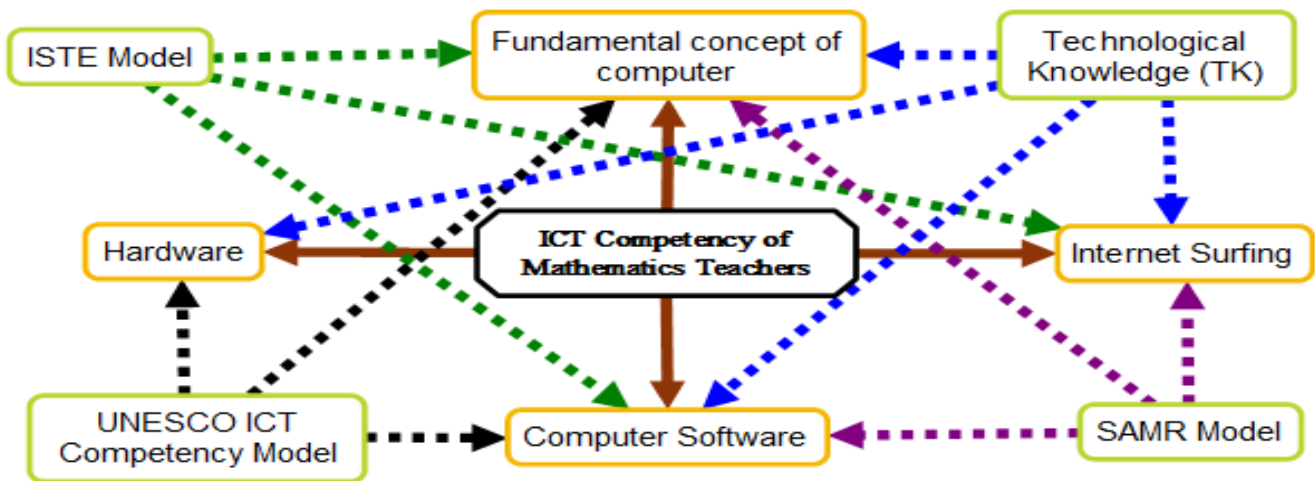 ISTE Model
Fundamental concept of
computer
Technological
Knowledge (TK)
Hardware
ICT Competency of
Mathematics Teachers
Internet Surfing
UNESCO ICT
Competency Model
Computer Software
SAMR Model